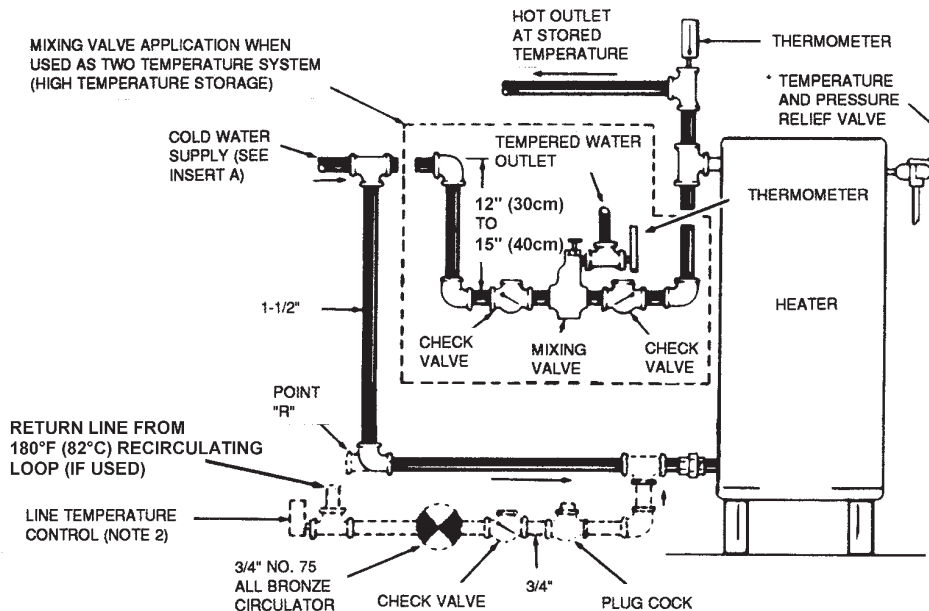 HOT OUTLET
AT STORED
TEMPERATURE
MIXING VALVE APPLICATION WHEN
USED AS TWO TEMPERATURE SYSTEM
(HIGH TEMPERATURE STORAGE)
THERMOMETER
* TEMPERATURE
AND PRESSURE
RELIEF VALVE
COLD WATER
SUPPLY (SEE
INSERT A)
TEMPERED WATER
OUTLET
12" (30cm)
TO
15" (40cm)
THERMOMETER
1-1/2"
CHECK
VALVE
MIXING
VALVE
CHECK
VALVE
HEATER
POINT
"R"
RETURN LINE FROM
180°F (82°C) RECIRCULATING
LOOP (IF USED)
LINE TEMPERATURE
CONTROL (NOTE 2)
3/4" NO. 75
ALL BRONZE
CIRCULATOR
CHECK VALVE
3/4"
PLUG COCK